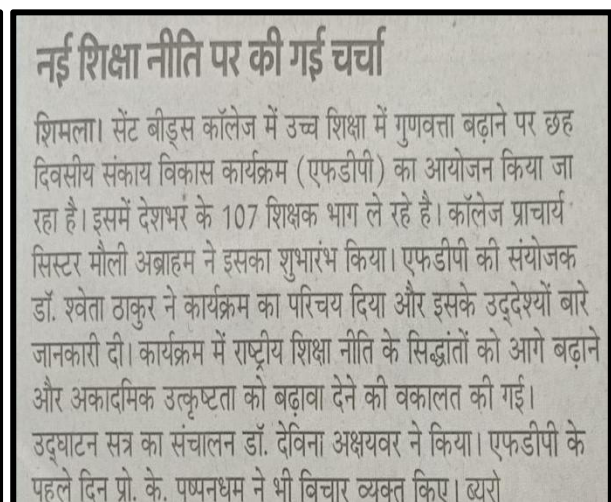 नई शिक्षा नीति पर की गई चर्चा
शिमला। सेंट बीड्स कॉलेज में उच्च शिक्षा में गुणवत्ता बढ़ाने पर छह
दिवसीय संकाय विकास कार्यक्रम (एफडीपी) का आयोजन किया जा
रहा है। इसमें देशभर के 107 शिक्षक भाग ले रहे है। कॉलेज प्राचार्य
सिस्टर मौली अब्राहम ने इसका शुभारंभ किया। एफडीपी की संयोजक
डॉ. श्वेता ठाकुर ने कार्यक्रम का परिचय दिया और इसके उद्देश्यों बारे
जानकारी दी। कार्यक्रम में राष्ट्रीय शिक्षा नीति के सिद्धांतों को आगे बढ़ाने
और अकादमिक उत्कृष्टता को बढ़ावा देने की वकालत की गई।
उद्घाटन सत्र का संचालन डॉ. देविना अक्षयवर ने किया। एफडीपी के
पहले दिन प्रो. के. पुष्पनधम ने भी विचार व्यक्त किए। ब्यूरो